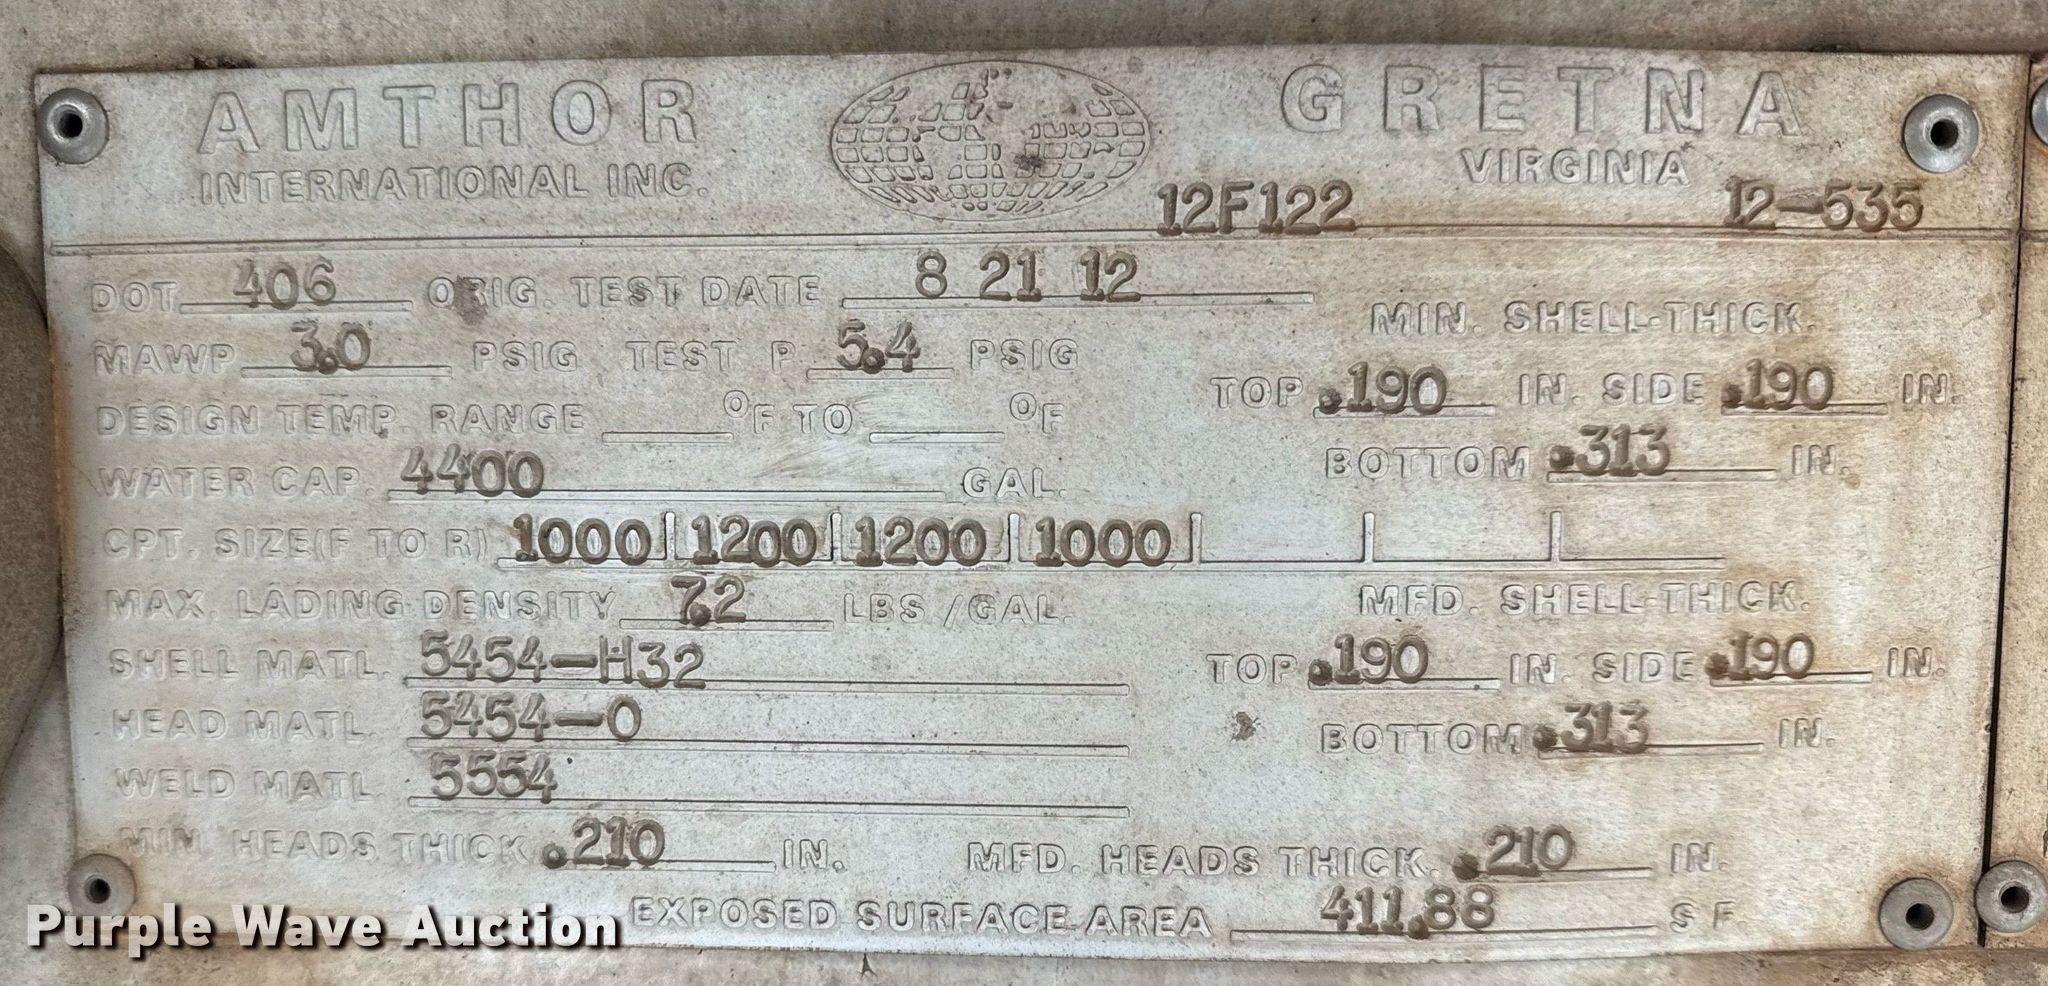 AMTHOR GRETNA
INTERNATIONAL INC. VIRGINIA
12F122 12-535
DOT 406 ORIG. TEST DATE 8 21 12
MIN. SHELL-THICK.
MAWP 3.0 PSIG TEST P. 5.4 PSIG
TOP .190 IN. SIDE .190 IN.
DESIGN TEMP. RANGE °F TO °F
BOTTOM .313 IN.
WATER CAP. 4400 GAL.
CPT. SIZE(F TO R) 1000 1200 1200 1000
MAX. LADING DENSITY 7.2 LBS/GAL.
MFD. SHELL-THICK.
SHELL MATL. 5454-H32
TOP .190 IN. SIDE .190 IN.
HEAD MATL. 5454-O
BOTTOM .313 IN.
WELD MATL. 5554
MIN. HEADS THICK. .210 IN. MFD. HEADS THICK. .210 IN.
EXPOSED SURFACE AREA 411.88 S F
Purple Wave Auction